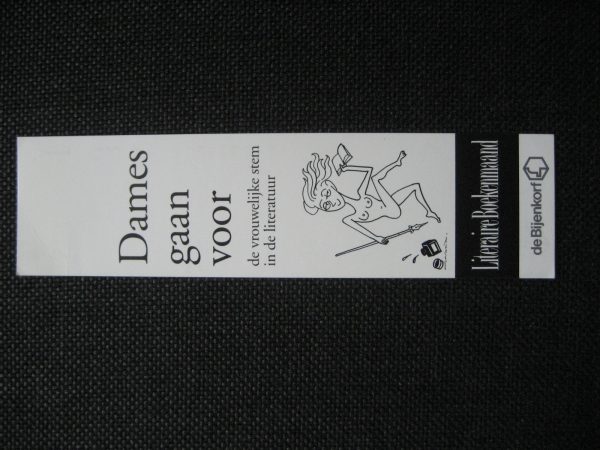 Dames
gaan
voor
de vrouwelijke stem
in de literatuur
Literaire Boekenmaand
de Bijenkorf